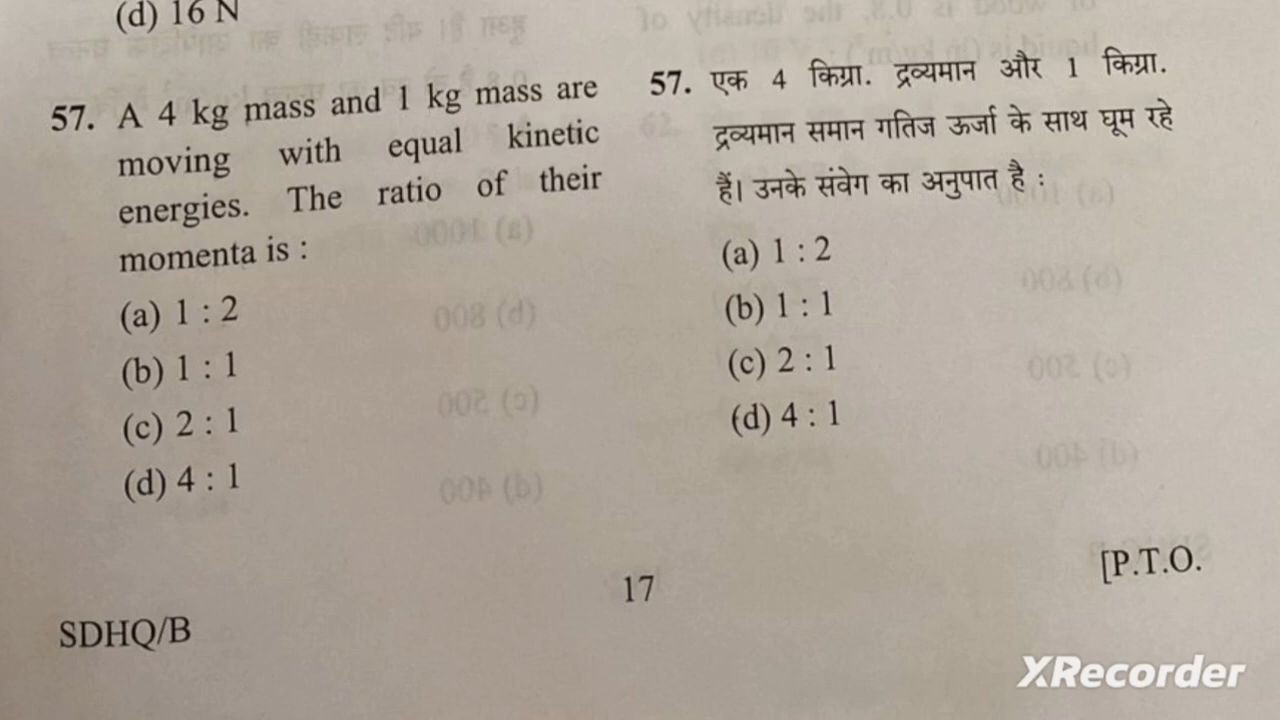 (d) 16 N
57. A 4 kg mass and 1 kg mass are
moving with equal kinetic
energies. The ratio of their
momenta is :
(a) 1 : 2
(b) 1 : 1
(c) 2 : 1
(d) 4 : 1
57. एक 4 किग्रा. द्रव्यमान और 1 किग्रा.
द्रव्यमान समान गतिज ऊर्जा के साथ घूम रहे
हैं। उनके संवेग का अनुपात है :
(a) 1 : 2
(b) 1 : 1
(c) 2 : 1
(d) 4 : 1
17
[P.T.O.
SDHQ/B
XRecorder